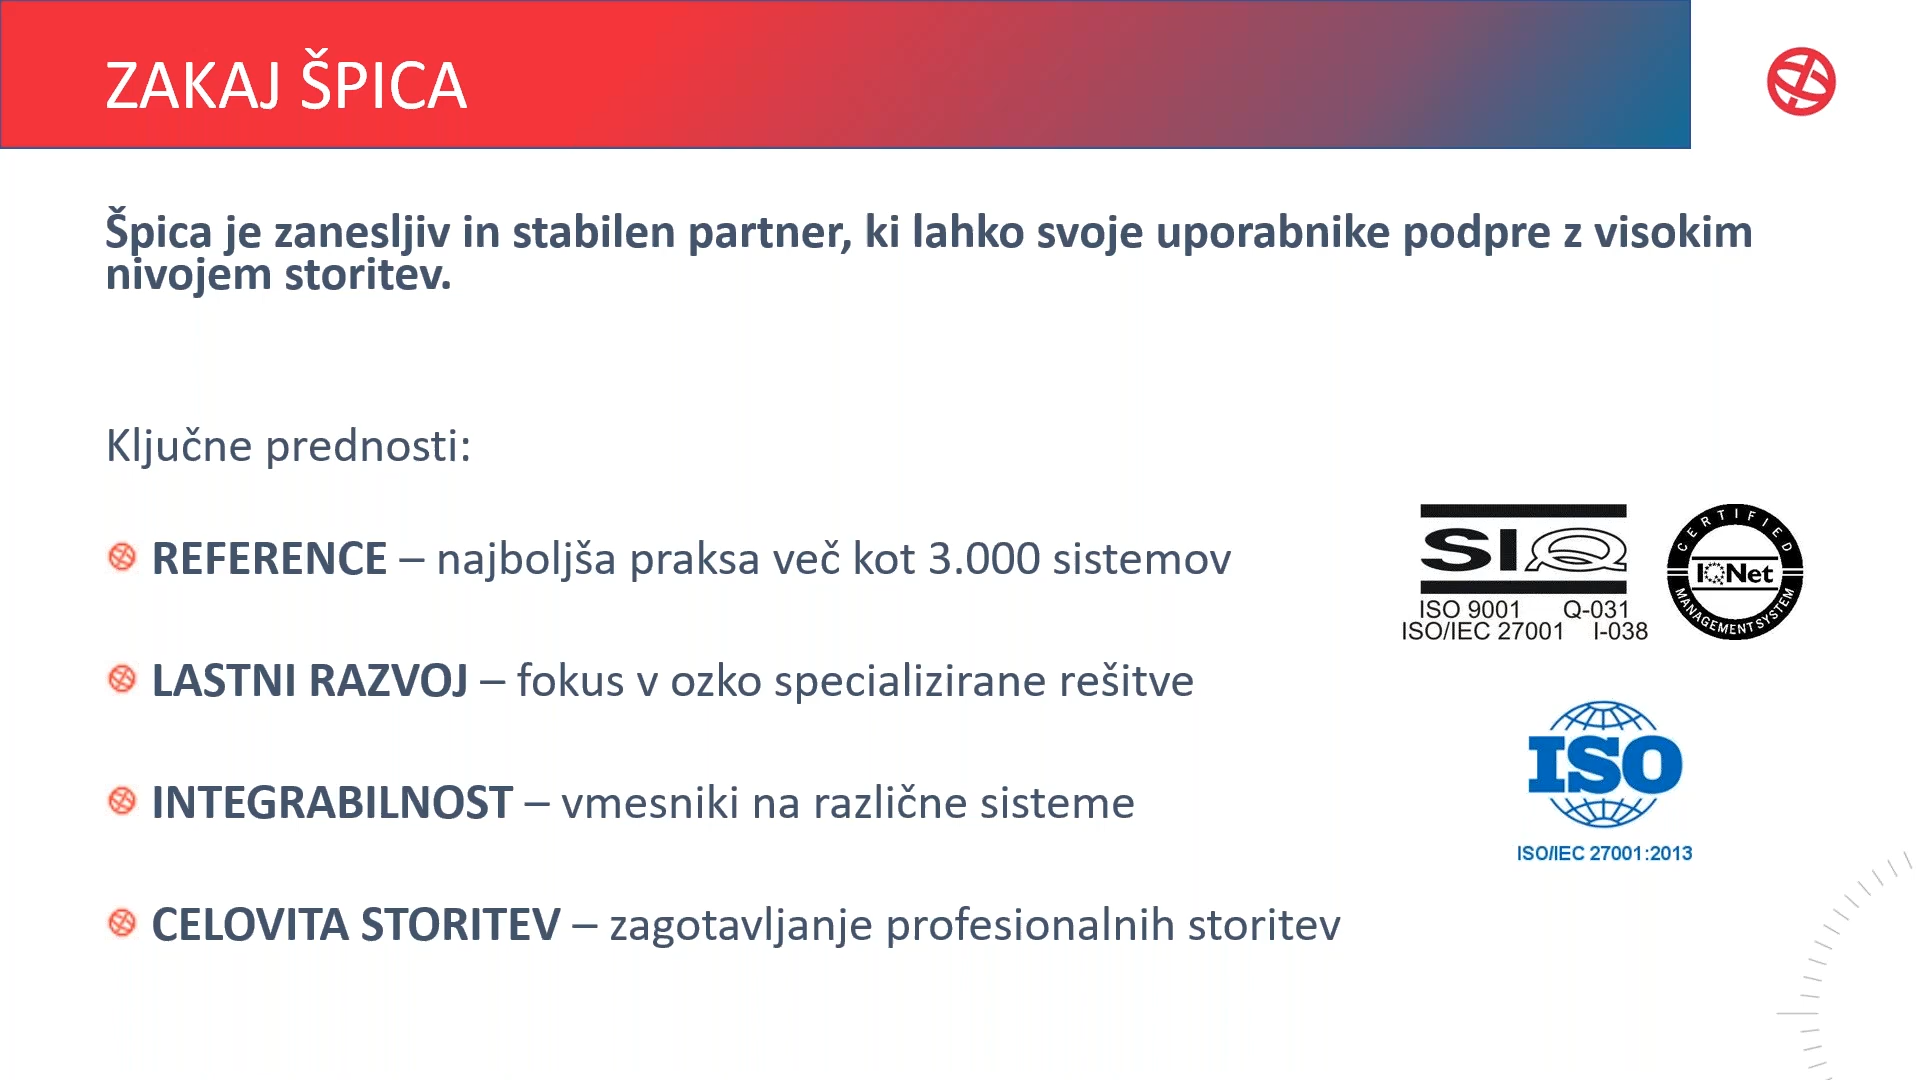 ZAKAJ ŠPICA
Špica je zanesljiv in stabilen partner, ki lahko svoje uporabnike podpre z visokim
nivojem storitev.
Ključne prednosti:
REFERENCE – najboljša praksa več kot 3.000 sistemov
LASTNI RAZVOJ – fokus v ozko specializirane rešitve
INTEGRABILNOST – vmesniki na različne sisteme
CELOVITA STORITEV – zagotavljanje profesionalnih storitev
SIQ
ISO 9001 Q-031
ISO/IEC 27001 I-038
CERTIFIED
IQNet
MANAGEMENT SYSTEM
ISO
ISO/IEC 27001:2013